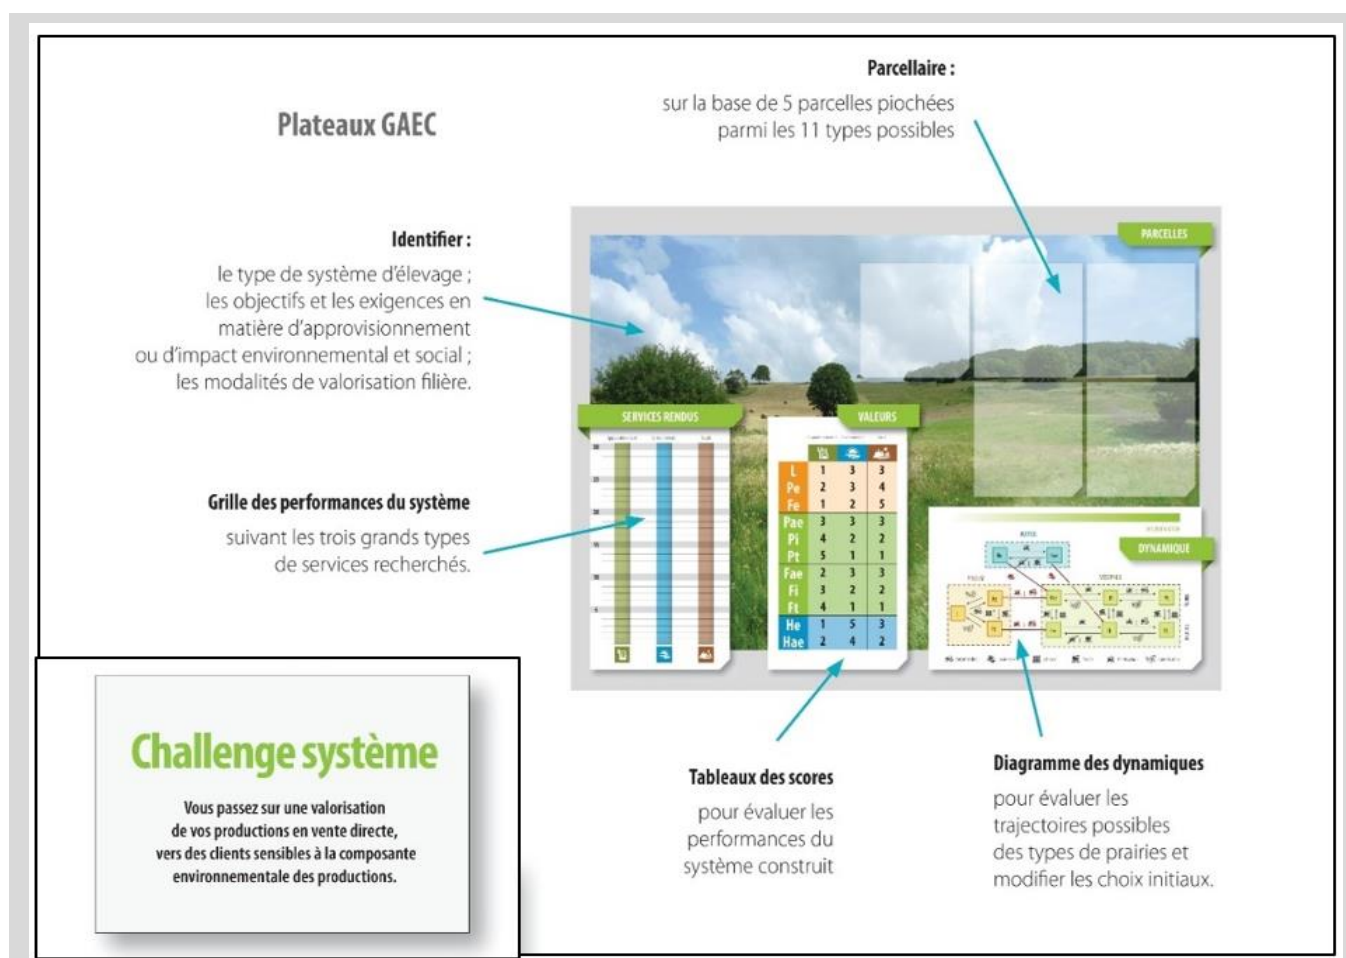 Plateaux GAEC
Parcellaire :
sur la base de 5 parcelles piochées
parmi les 11 types possibles
Identifier :
le type de système d’élevage ;
les objectifs et les exigences en
matière d’approvisionnement
ou d’impact environnemental et social ;
les modalités de valorisation filière.
Grille des performances du système
suivant les trois grands types
de services recherchés.
PARCELLES
SERVICES RENDUS
VALEURS
L 1 3 3
Pe 2 3 4
Fe 1 2 5
Pae 3 3 3
Pi 4 2 2
Pt 5 1 1
Fae 2 3 3
Fi 3 2 2
Ft 4 1 1
He 1 5 3
Hae 2 4 2
DYNAMIQUE
Challenge système
Vous passez sur une valorisation
de vos productions en vente directe,
vers des clients sensibles à la composante
environnementale des productions.
Tableaux des scores
pour évaluer les
performances du
système construit
Diagramme des dynamiques
pour évaluer les
trajectoires possibles
des types de prairies et
modifier les choix initiaux.